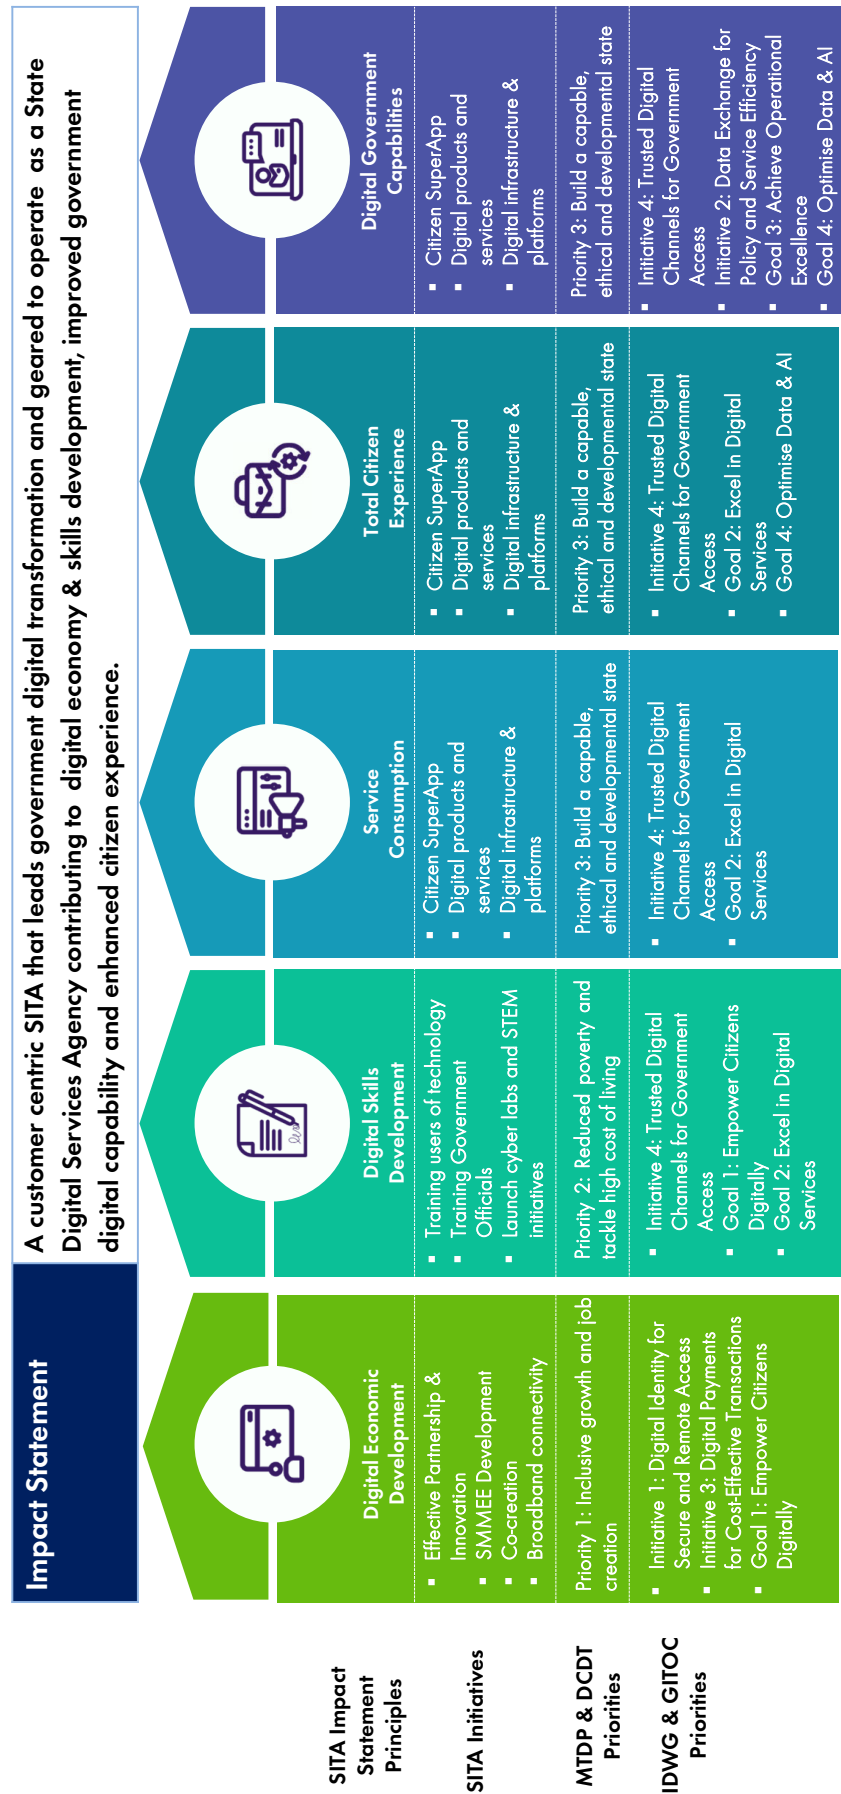 Impact Statement
A customer centric SITA that leads government digital transformation and geared to operate as a State
Digital Services Agency contributing to digital economy & skills development, improved government
digital capability and enhanced citizen experience.
SITA Impact
Statement
Principles
Digital Economic
Development
Digital Skills
Development
Service
Consumption
Total Citizen
Experience
Digital Government
Capabilities
SITA Initiatives
▪ Effective Partnership &
Innovation
▪ SMMEE Development
▪ Co-creation
▪ Broadband connectivity
▪ Training users of technology
▪ Training Government
Officials
▪ Launch cyber labs and STEM
initiatives
▪ Citizen SuperApp
▪ Digital products and
services
▪ Digital infrastructure &
platforms
▪ Citizen SuperApp
▪ Digital products and
services
▪ Digital infrastructure &
platforms
▪ Citizen SuperApp
▪ Digital products and
services
▪ Digital infrastructure &
platforms
MTDP & DCDT
Priorities
Priority 1: Inclusive growth and job
creation
Priority 2: Reduced poverty and
tackle high cost of living
Priority 3: Build a capable,
ethical and developmental state
Priority 3: Build a capable,
ethical and developmental state
Priority 3: Build a capable,
ethical and developmental state
IDWG & GITOC
Priorities
▪ Initiative 1: Digital Identity for
Secure and Remote Access
▪ Initiative 3: Digital Payments
for Cost-Effective Transactions
▪ Goal 1: Empower Citizens
Digitally
▪ Initiative 4: Trusted Digital
Channels for Government
Access
▪ Goal 1: Empower Citizens
Digitally
▪ Goal 2: Excel in Digital
Services
▪ Initiative 4: Trusted Digital
Channels for Government
Access
▪ Goal 2: Excel in Digital
Services
▪ Initiative 4: Trusted Digital
Channels for Government
Access
▪ Goal 2: Excel in Digital
Services
▪ Goal 4: Optimise Data & AI
▪ Initiative 4: Trusted Digital
Channels for Government
Access
▪ Initiative 2: Data Exchange for
Policy and Service Efficiency
▪ Goal 3: Achieve Operational
Excellence
▪ Goal 4: Optimise Data & AI